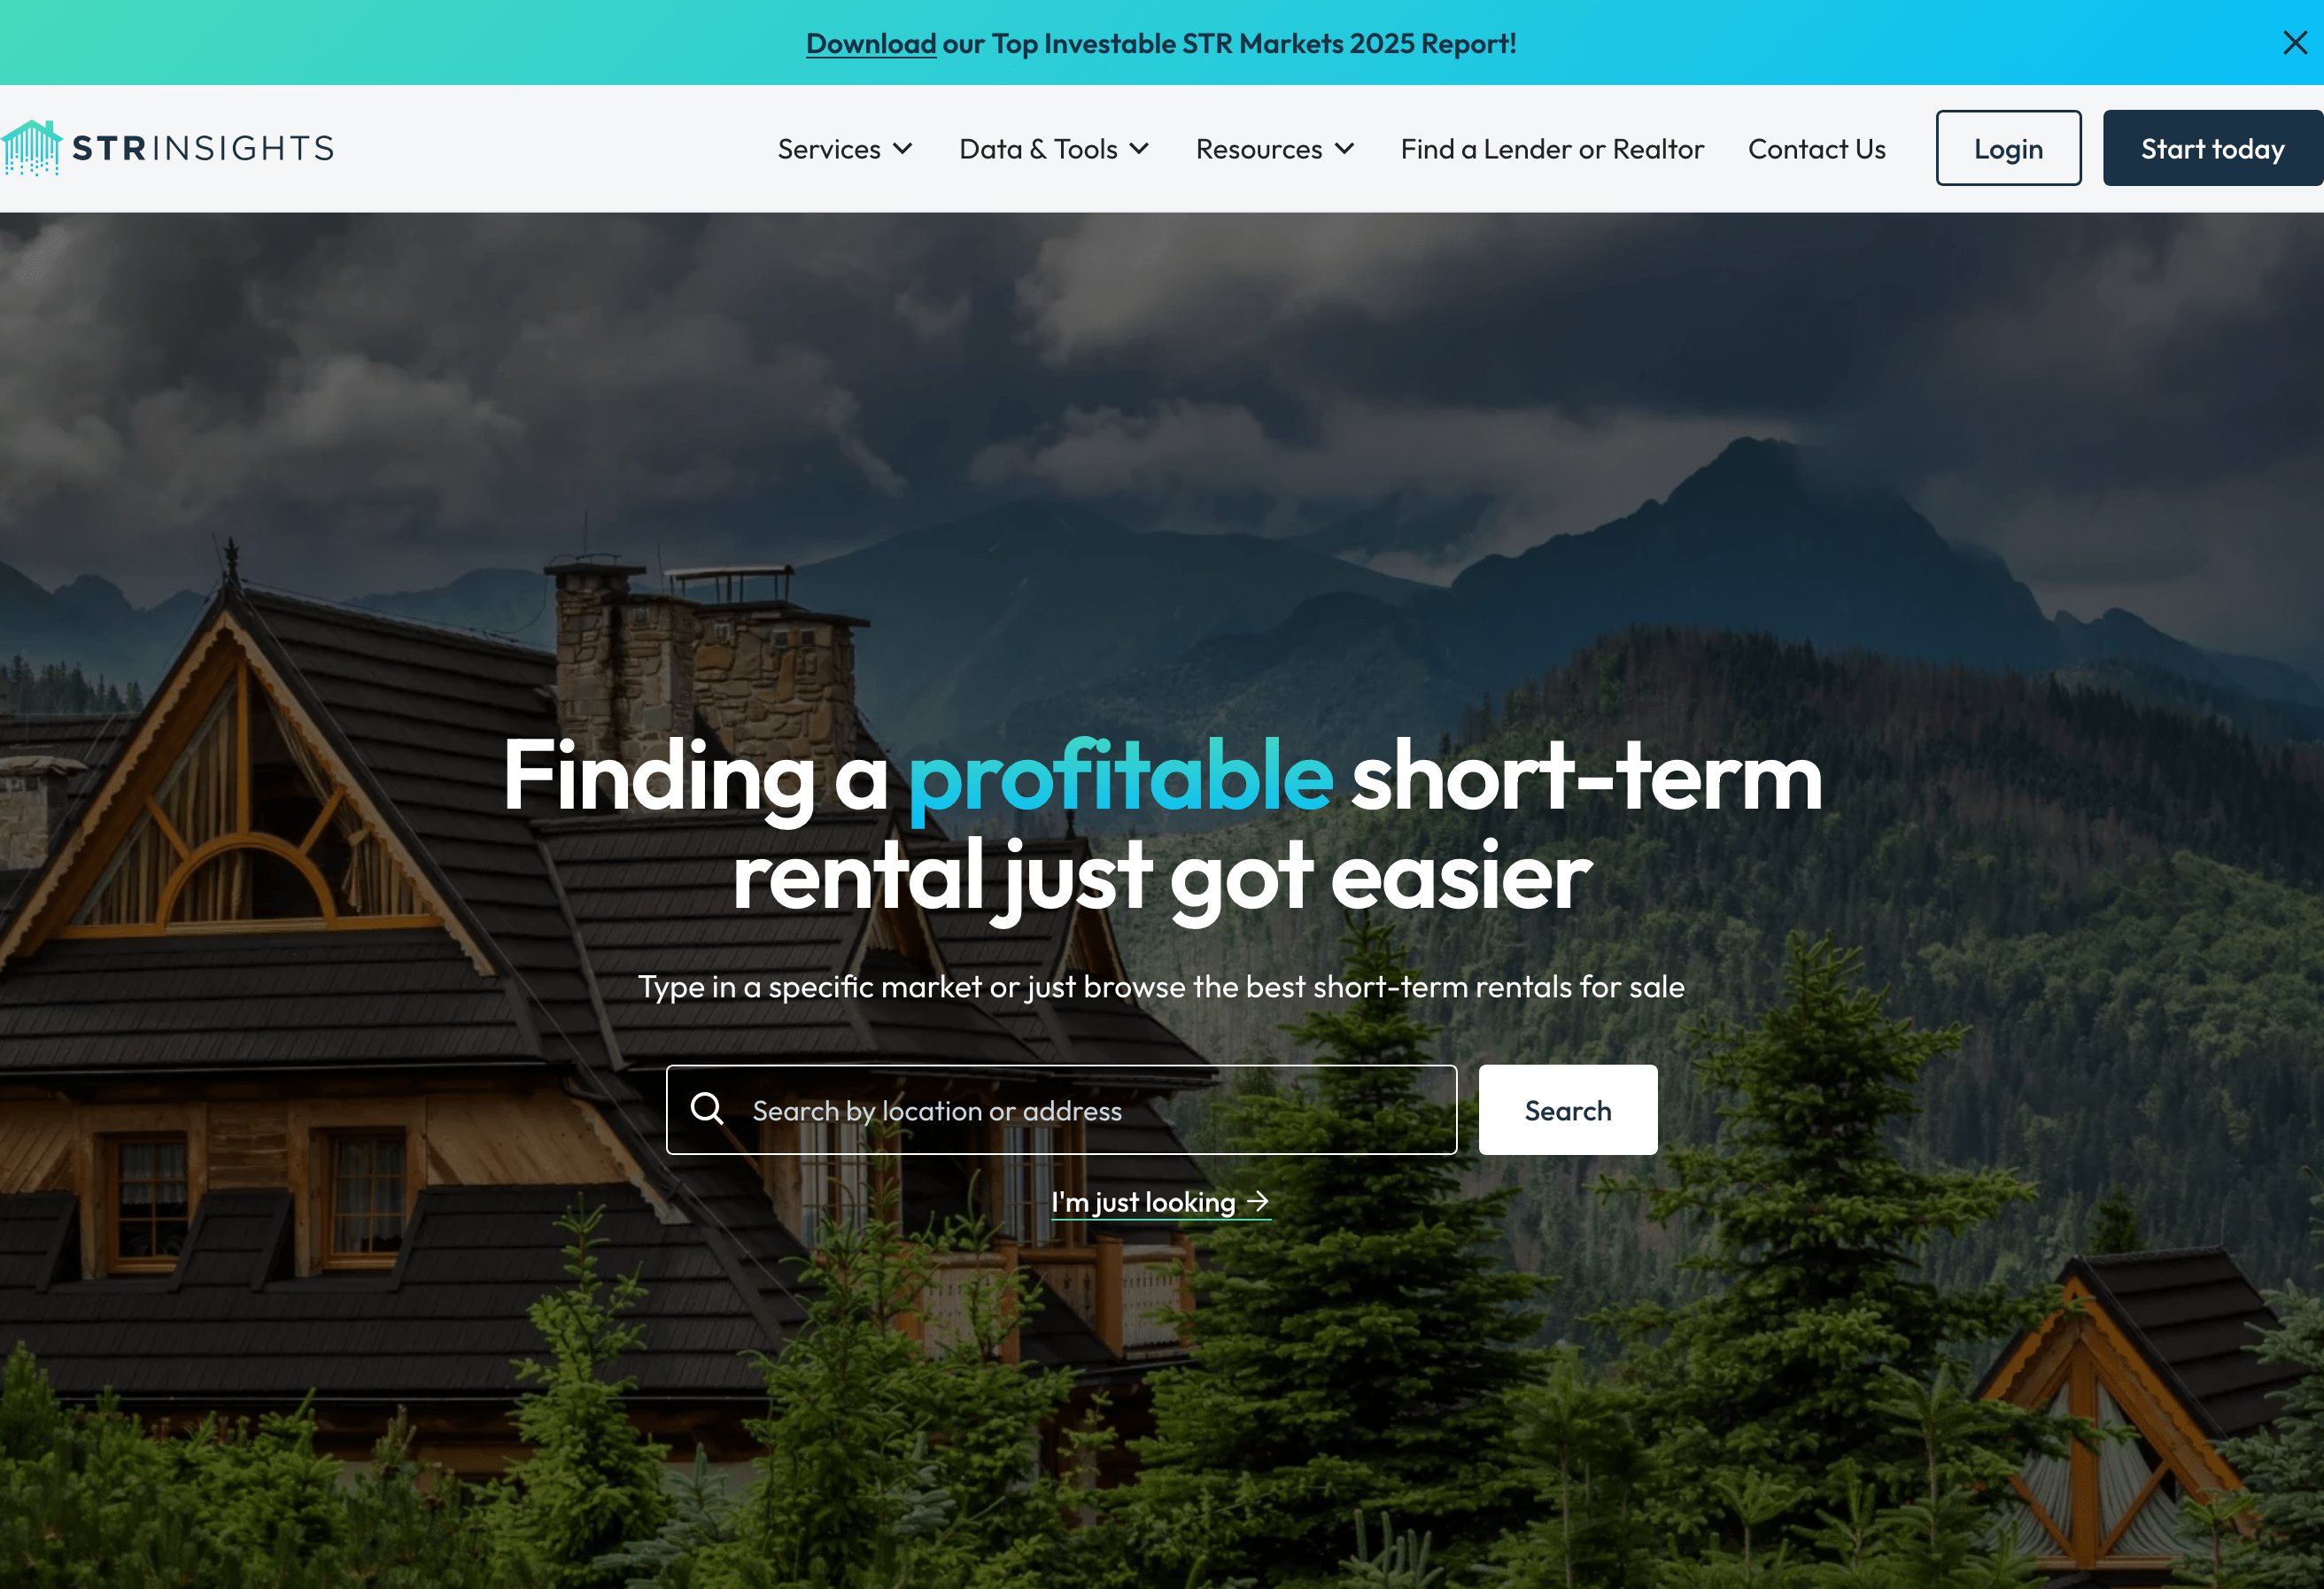 Download our Top Investable STR Markets 2025 Report!
STRINSIGHTS
Services
Data & Tools
Resources
Find a Lender or Realtor
Contact Us
Login
Start today
Finding a profitable short-term
rental just got easier
Type in a specific market or just browse the best short-term rentals for sale
Search by location or address
Search
I'm just looking →